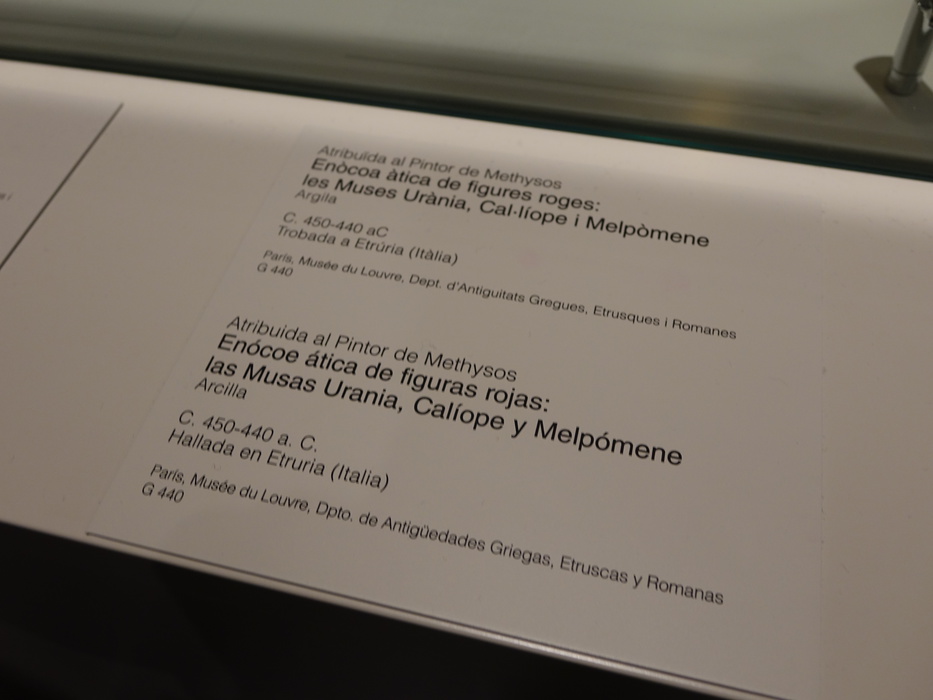 Atribuïda al Pintor de Methysos
Enòcoa àtica de figures roges:
les Muses Urània, Cal·líope i Melpòmene
Argila
C. 450-440 aC
Trobada a Etrúria (Itàlia)
París, Musée du Louvre, Dept. d'Antiguitats Gregues, Etrusques i Romanes
G 440
Atribuida al Pintor de Methysos
Enócoe ática de figuras rojas:
las Musas Urania, Calíope y Melpómene
Arcilla
C. 450-440 a. C.
Hallada en Etruria (Italia)
París, Musée du Louvre, Dpto. de Antigüedades Griegas, Etruscas y Romanas
G 440